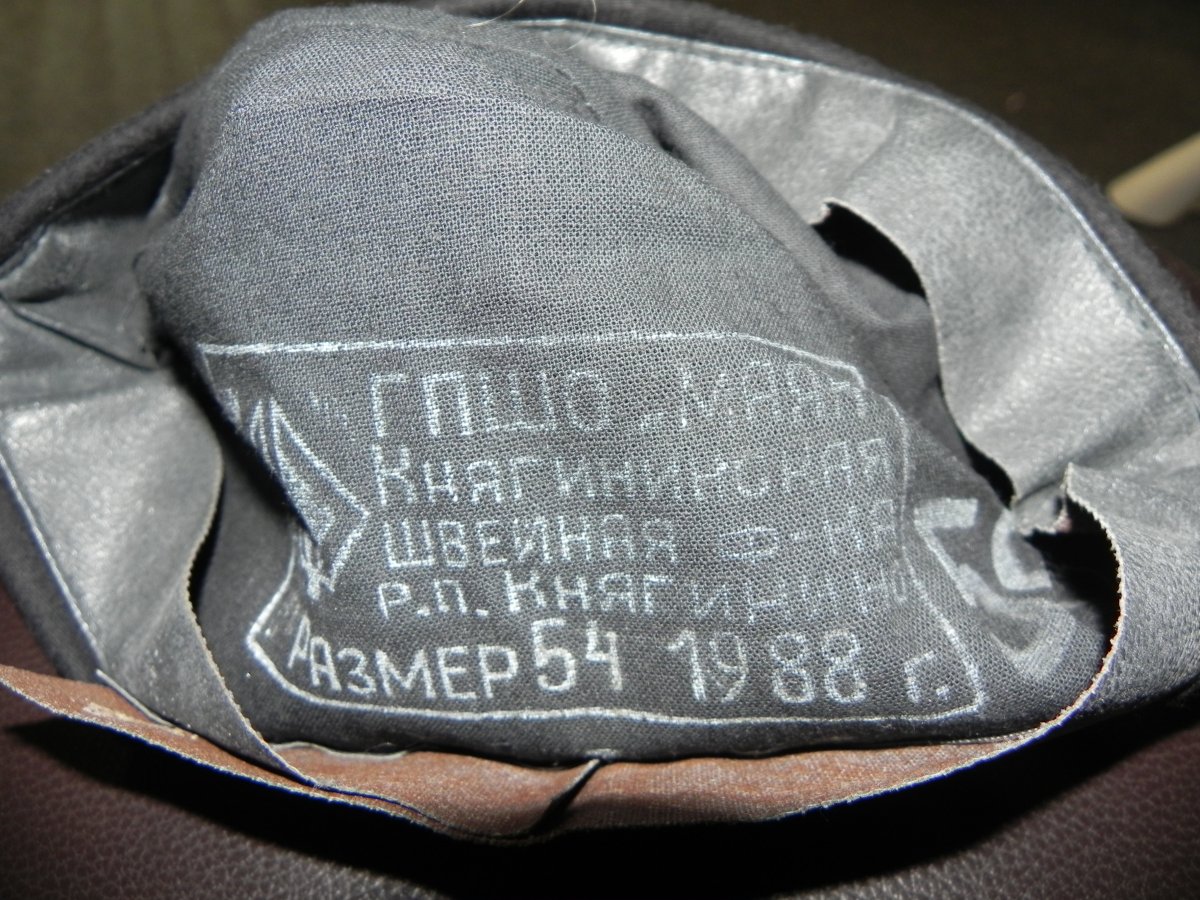 ГПШО „МАЯК
КНЯГИНИНСКАЯ
ШВЕЙНАЯ Ф-КА
Р.П. КНЯГИНИНО
РАЗМЕР 54 1988 г.